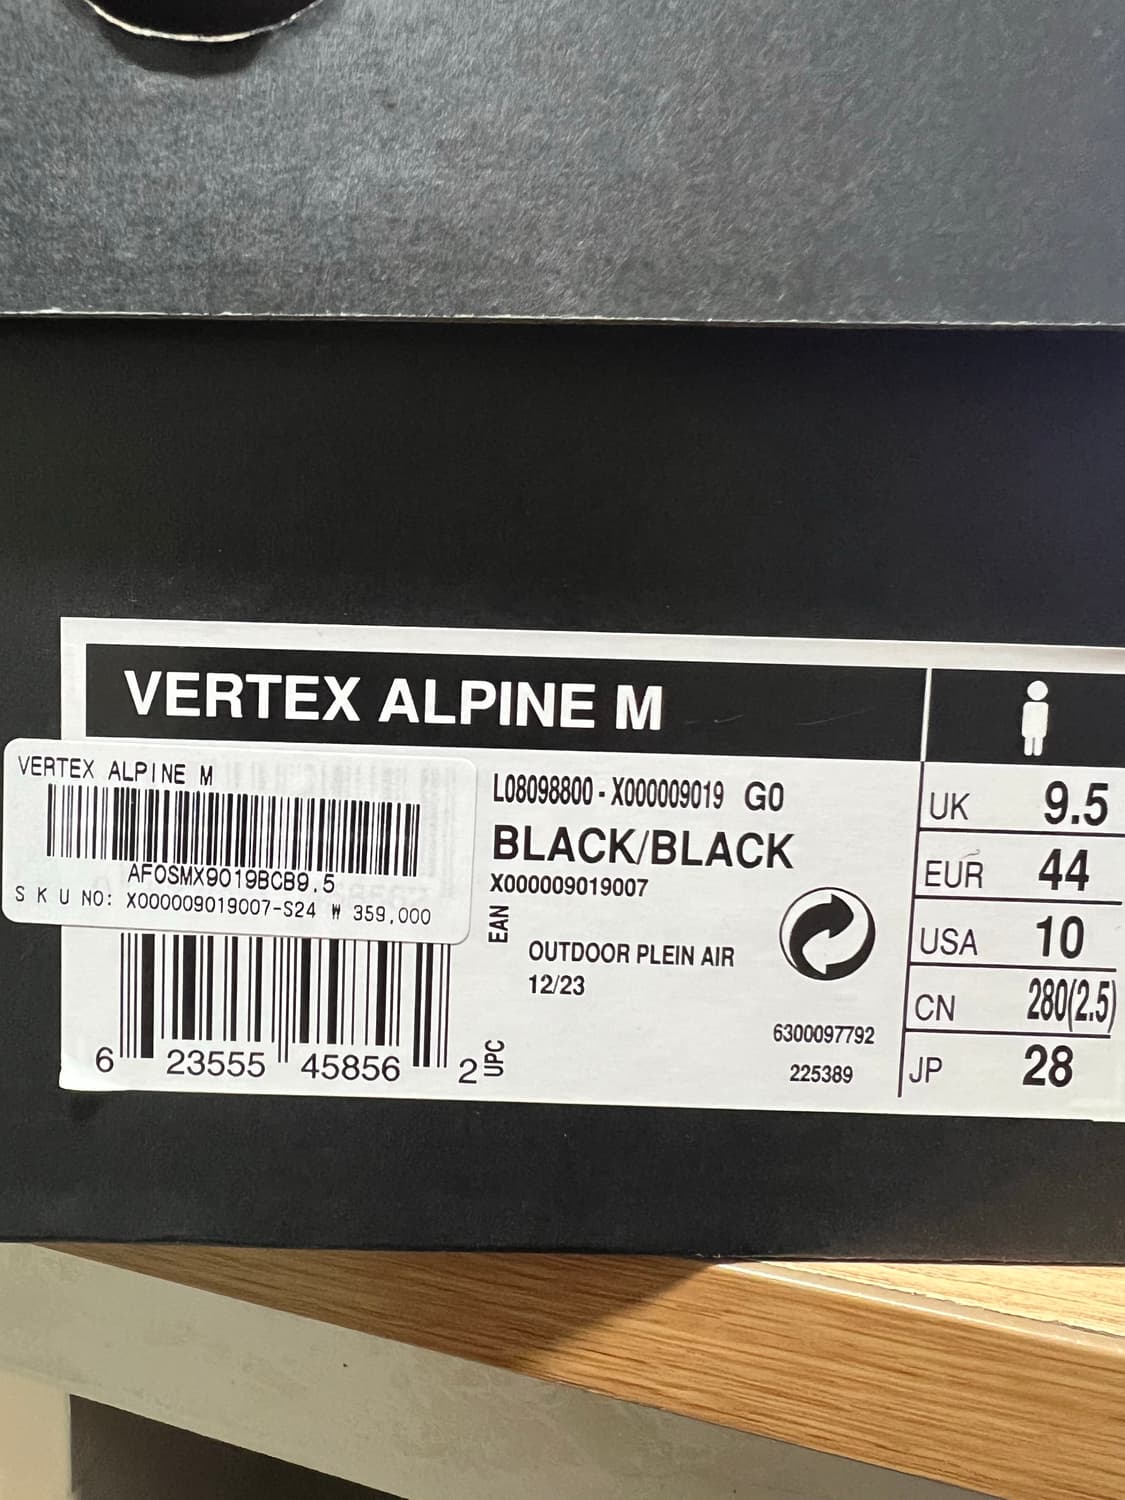 VERTEX ALPINE M
VERTEX ALPINE M
AFOSMX9019BCB9.5
SKU NO: X000009019007-S24 ₩ 359,000
L08098800 - X000009019 G0
BLACK/BLACK
X000009019007
EAN
OUTDOOR PLEIN AIR
12/23
6 23555 45856 2
UPC
6300097792
225389
UK 9.5
EUR 44
USA 10
CN 280(2.5)
JP 28